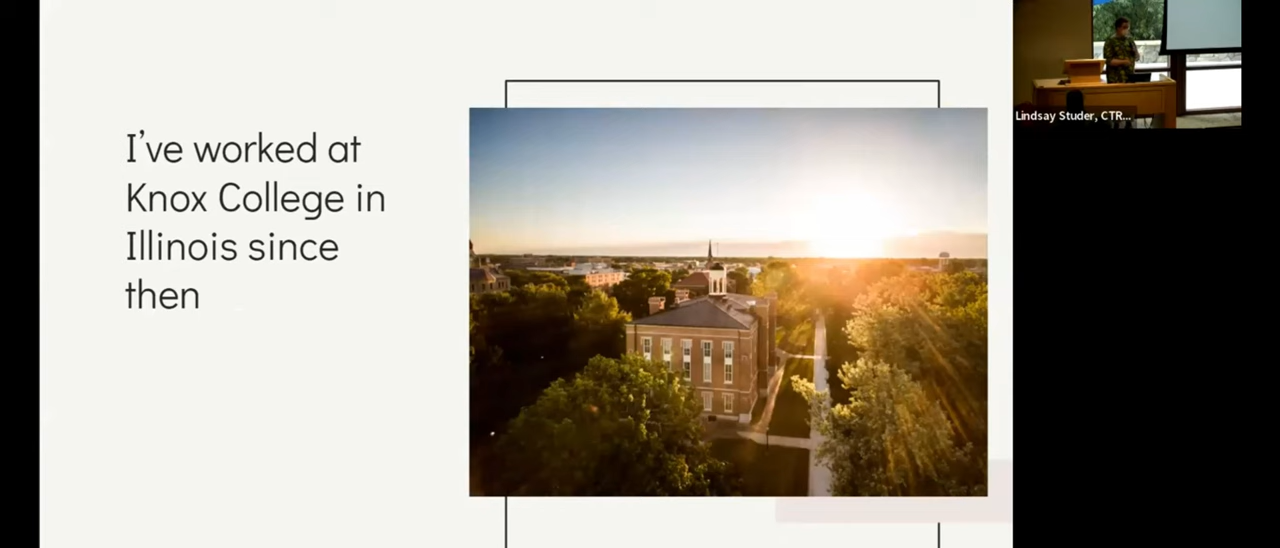 I’ve worked at
Knox College in
Illinois since
then
Lindsay Studer, CTR...